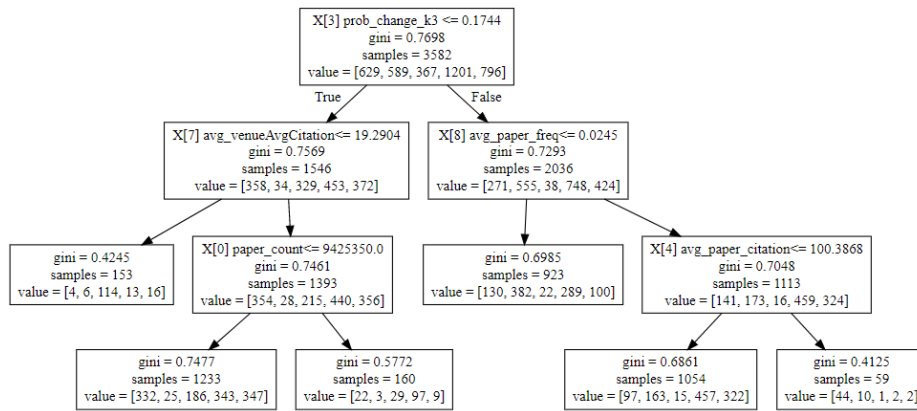 X[3] prob_change_k3 <= 0.1744
gini = 0.7698
samples = 3582
value = [629, 589, 367, 1201, 796]
True
False
X[7] avg_venueAvgCitation<= 19.2904
gini = 0.7569
samples = 1546
value = [358, 34, 329, 453, 372]
X[8] avg_paper_freq<= 0.0245
gini = 0.7293
samples = 2036
value = [271, 555, 38, 748, 424]
gini = 0.4245
samples = 153
value = [4, 6, 114, 13, 16]
X[0] paper_count<= 9425350.0
gini = 0.7461
samples = 1393
value = [354, 28, 215, 440, 356]
gini = 0.6985
samples = 923
value = [130, 382, 22, 289, 100]
X[4] avg_paper_citation<= 100.3868
gini = 0.7048
samples = 1113
value = [141, 173, 16, 459, 324]
gini = 0.7477
samples = 1233
value = [332, 25, 186, 343, 347]
gini = 0.5772
samples = 160
value = [22, 3, 29, 97, 9]
gini = 0.6861
samples = 1054
value = [97, 163, 15, 457, 322]
gini = 0.4125
samples = 59
value = [44, 10, 1, 2, 2]